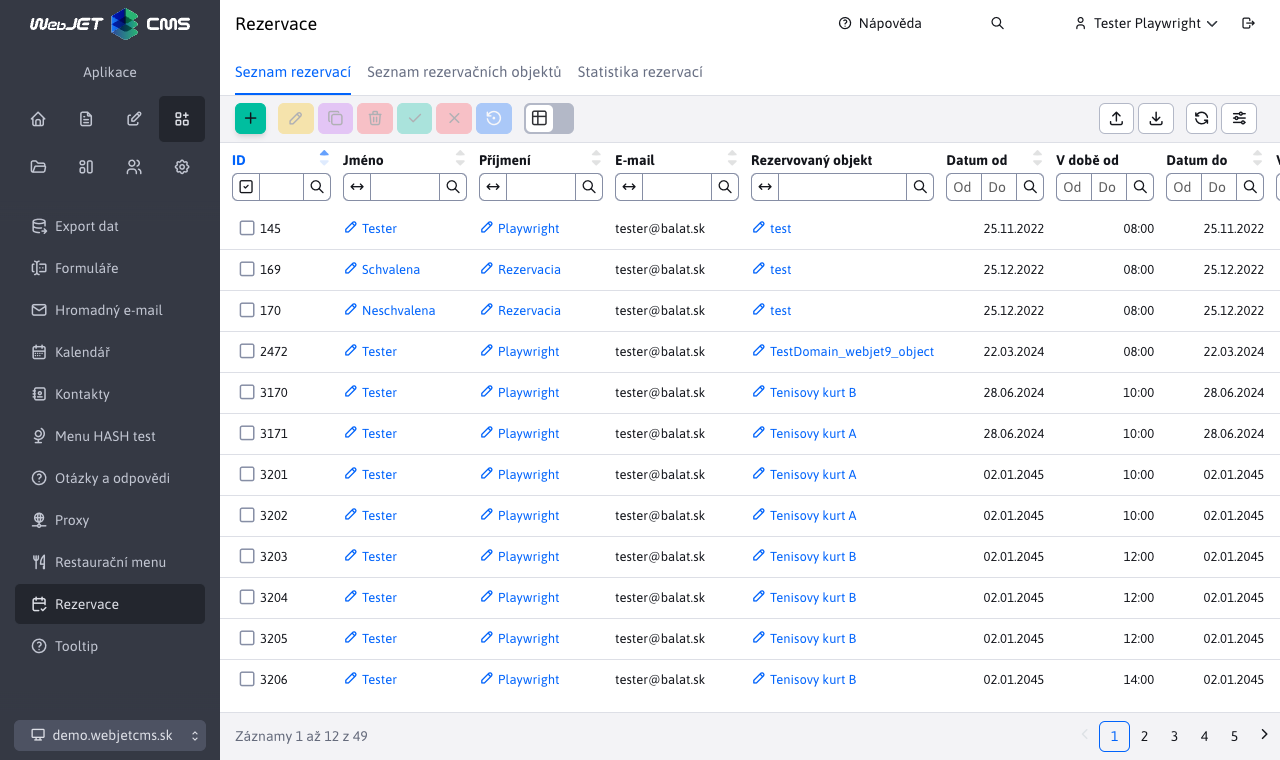 WebJET CMS
Rezervace
Nápověda
Tester Playwright
Aplikace
Seznam rezervací
Seznam rezervačních objektů
Statistika rezervací
ID
Jméno
Příjmení
E-mail
Rezervovaný objekt
Datum od
V době od
Datum do
Od Do
Od Do
Od Do
Export dat
Formuláře
Hromadný e-mail
Kalendář
Kontakty
Menu HASH test
Otázky a odpovědi
Proxy
Restaurační menu
Rezervace
Tooltip
145 Tester Playwright tester@balat.sk test 25.11.2022 08:00 25.11.2022
169 Schvalena Rezervacia tester@balat.sk test 25.12.2022 08:00 25.12.2022
170 Neschvalena Rezervacia tester@balat.sk test 25.12.2022 08:00 25.12.2022
2472 Tester Playwright tester@balat.sk TestDomain_webjet9_object 22.03.2024 08:00 22.03.2024
3170 Tester Playwright tester@balat.sk Tenisovy kurt B 28.06.2024 10:00 28.06.2024
3171 Tester Playwright tester@balat.sk Tenisovy kurt A 28.06.2024 10:00 28.06.2024
3201 Tester Playwright tester@balat.sk Tenisovy kurt A 02.01.2045 10:00 02.01.2045
3202 Tester Playwright tester@balat.sk Tenisovy kurt A 02.01.2045 10:00 02.01.2045
3203 Tester Playwright tester@balat.sk Tenisovy kurt B 02.01.2045 12:00 02.01.2045
3204 Tester Playwright tester@balat.sk Tenisovy kurt B 02.01.2045 12:00 02.01.2045
3205 Tester Playwright tester@balat.sk Tenisovy kurt B 02.01.2045 12:00 02.01.2045
3206 Tester Playwright tester@balat.sk Tenisovy kurt B 02.01.2045 14:00 02.01.2045
demo.webjetcms.sk
Záznamy 1 až 12 z 49
1 2 3 4 5